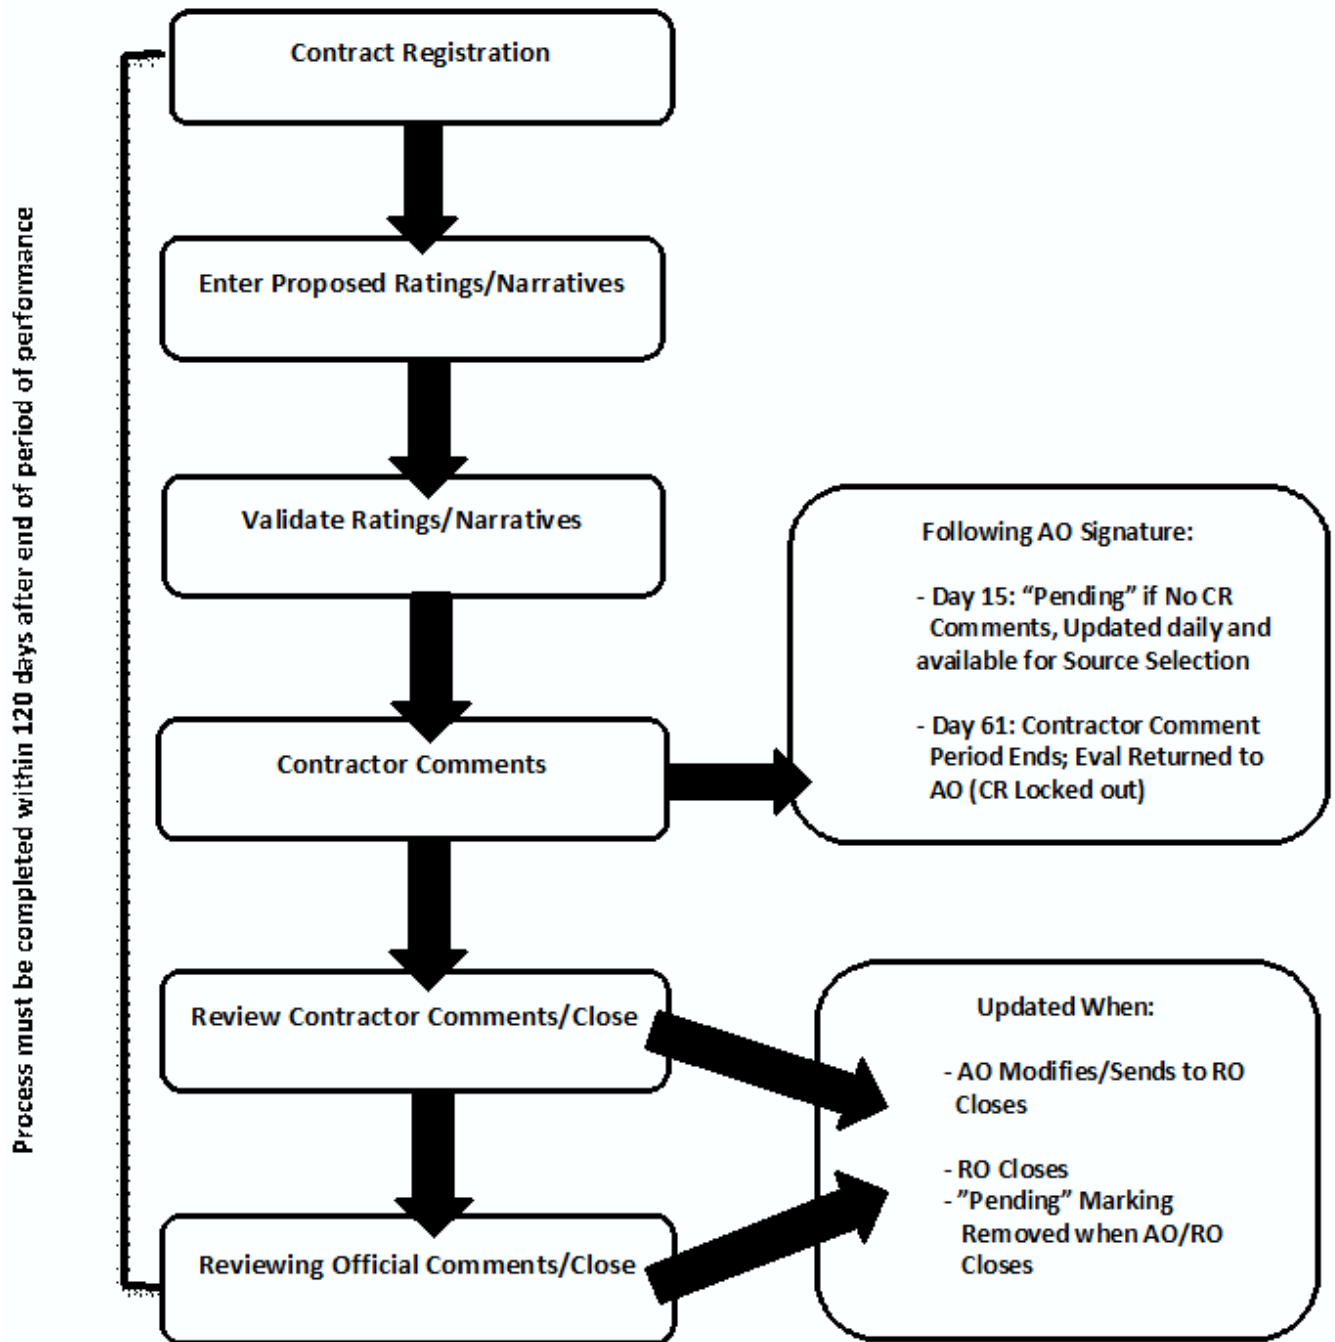 Process must be completed within 120 days after end of period of performance
Contract Registration
Enter Proposed Ratings/Narratives
Validate Ratings/Narratives
Contractor Comments
Following AO Signature:
- Day 15: “Pending” if No CR
Comments, Updated daily and
available for Source Selection
- Day 61: Contractor Comment
Period Ends; Eval Returned to
AO (CR Locked out)
Review Contractor Comments/Close
Reviewing Official Comments/Close
Updated When:
- AO Modifies/Sends to RO
Closes
- RO Closes
- ”Pending” Marking
Removed when AO/RO
Closes